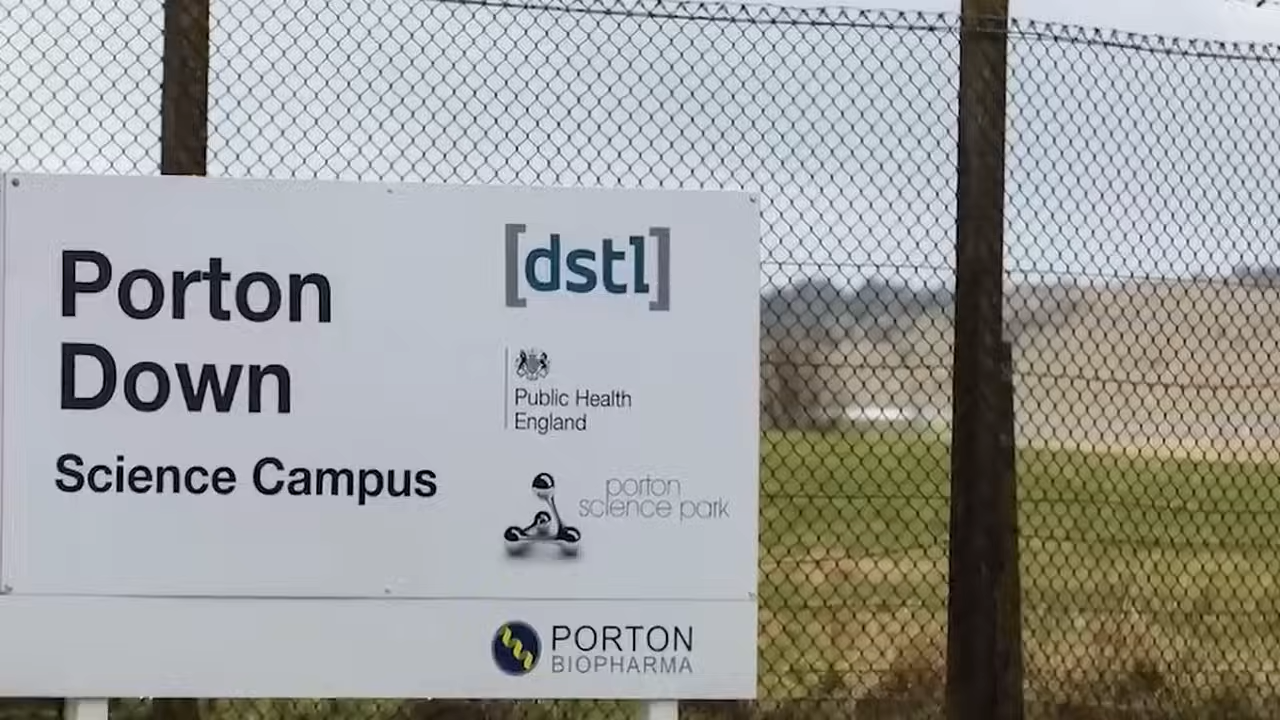 Porton
Down
Science Campus
[dstl]
Public Health
England
porton
science park
PORTON
BIOPHARMA